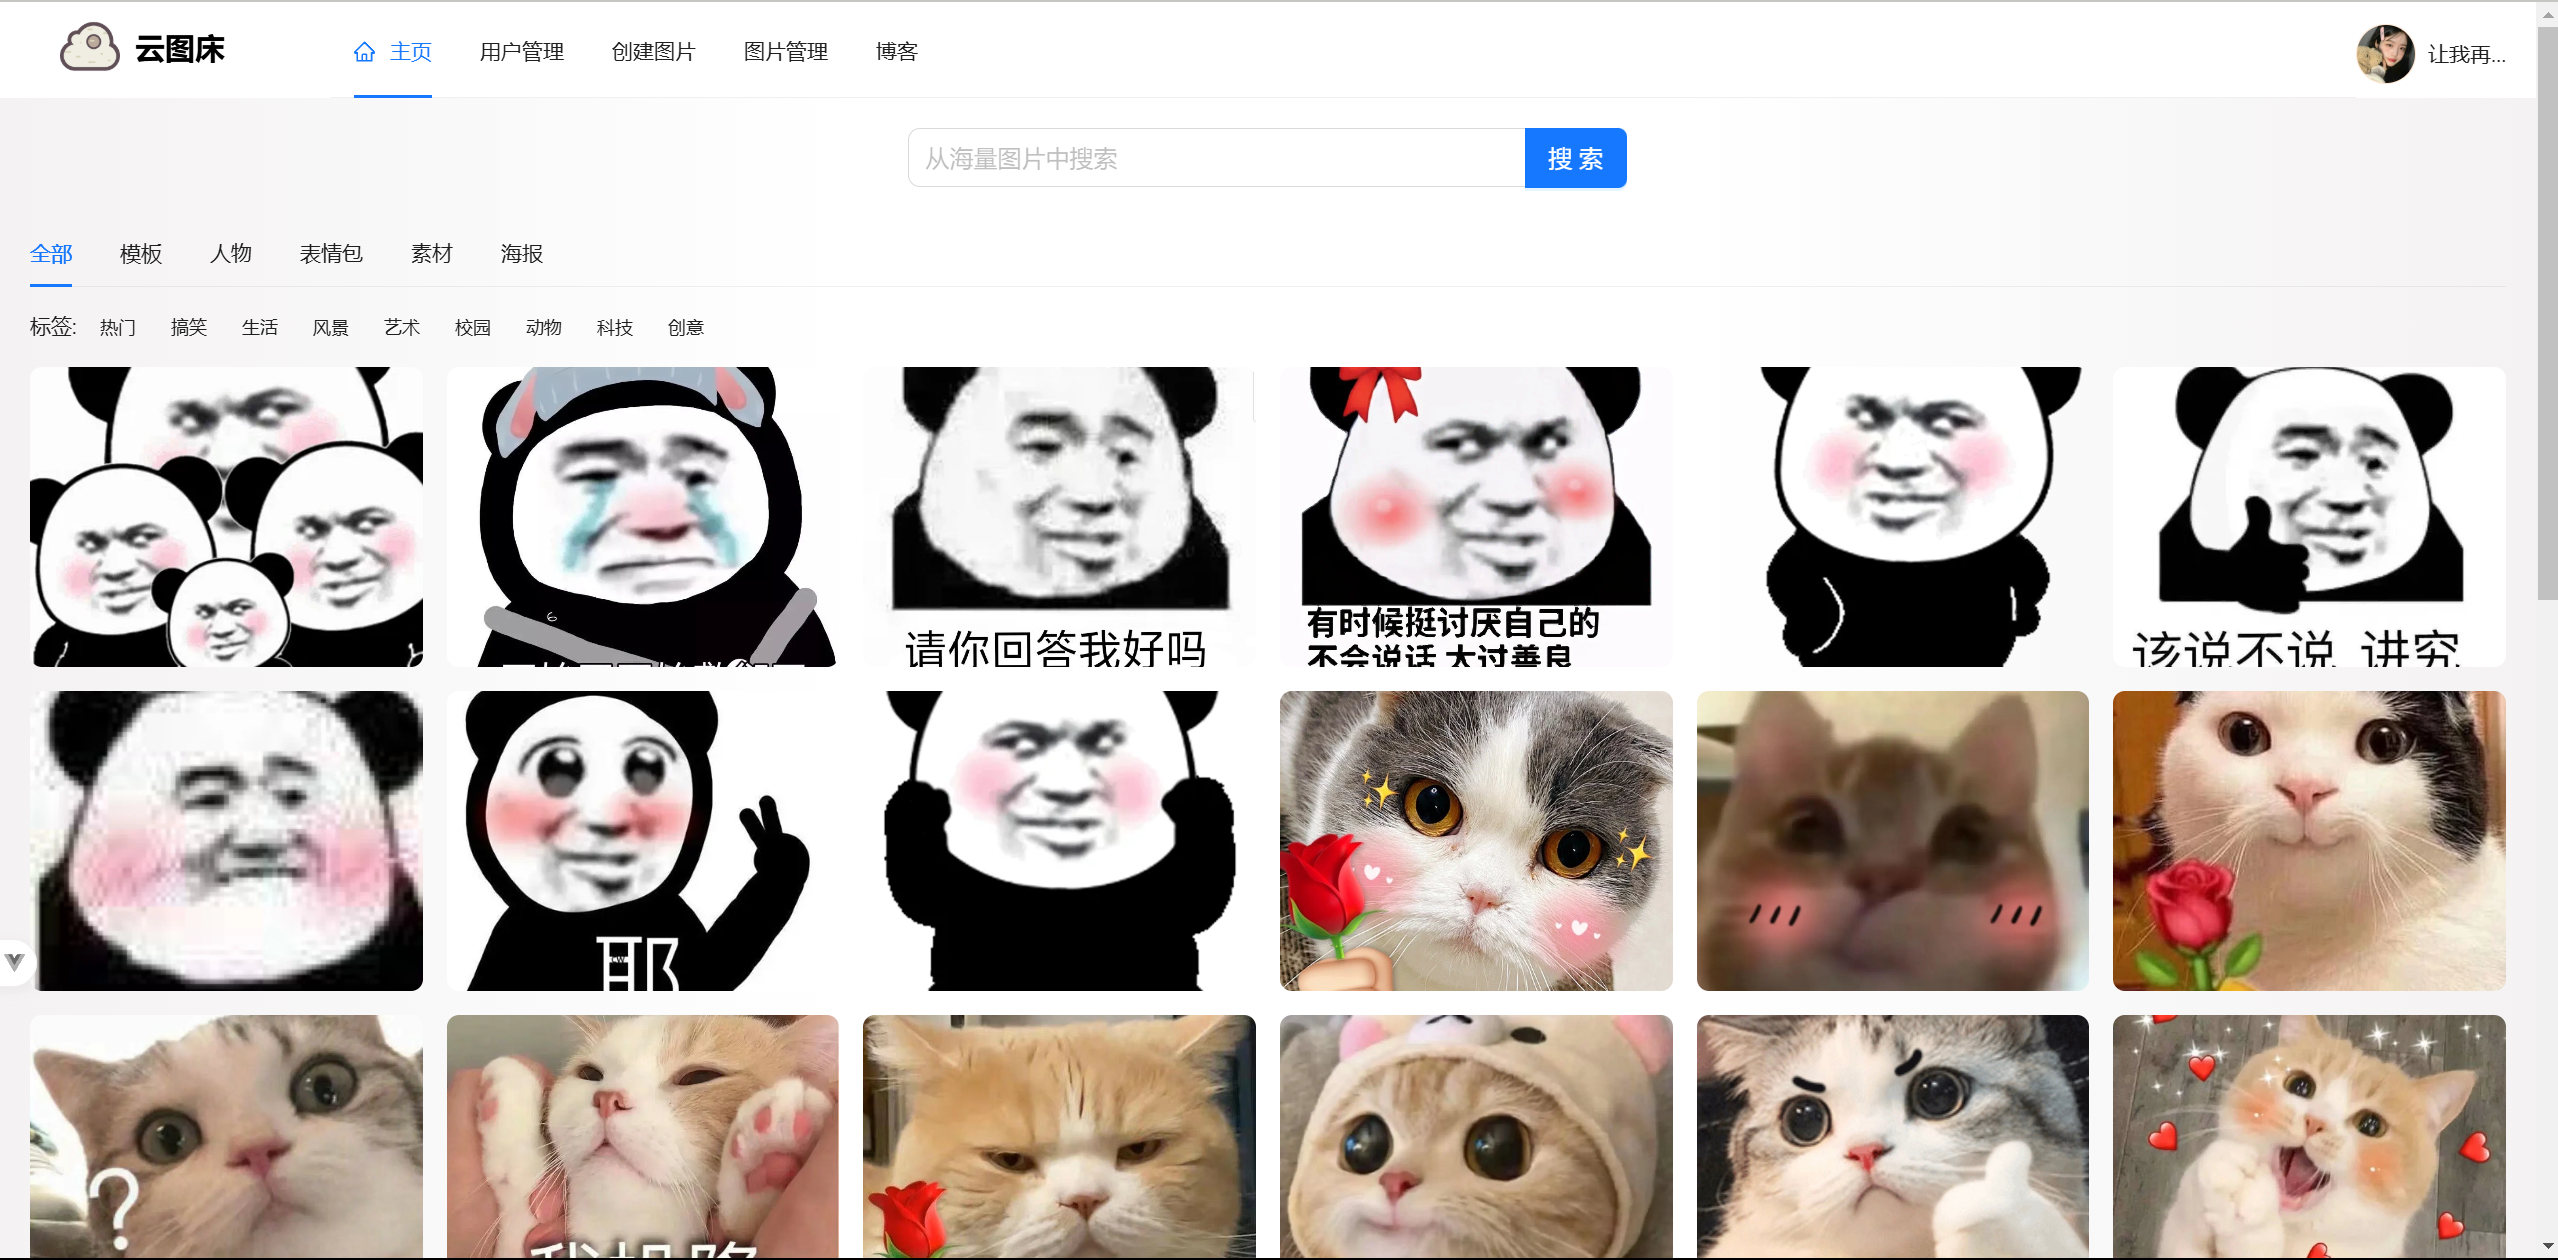 云图床
主页 用户管理 创建图片 图片管理 博客
让我再...
从海量图片中搜索
搜 索
全部 模板 人物 表情包 素材 海报
标签: 热门 搞笑 生活 风景 艺术 校园 动物 科技 创意
请你回答我好吗
有时候挺讨厌自己的
不会说话 太过善良
该说不说 讲究
耶
?